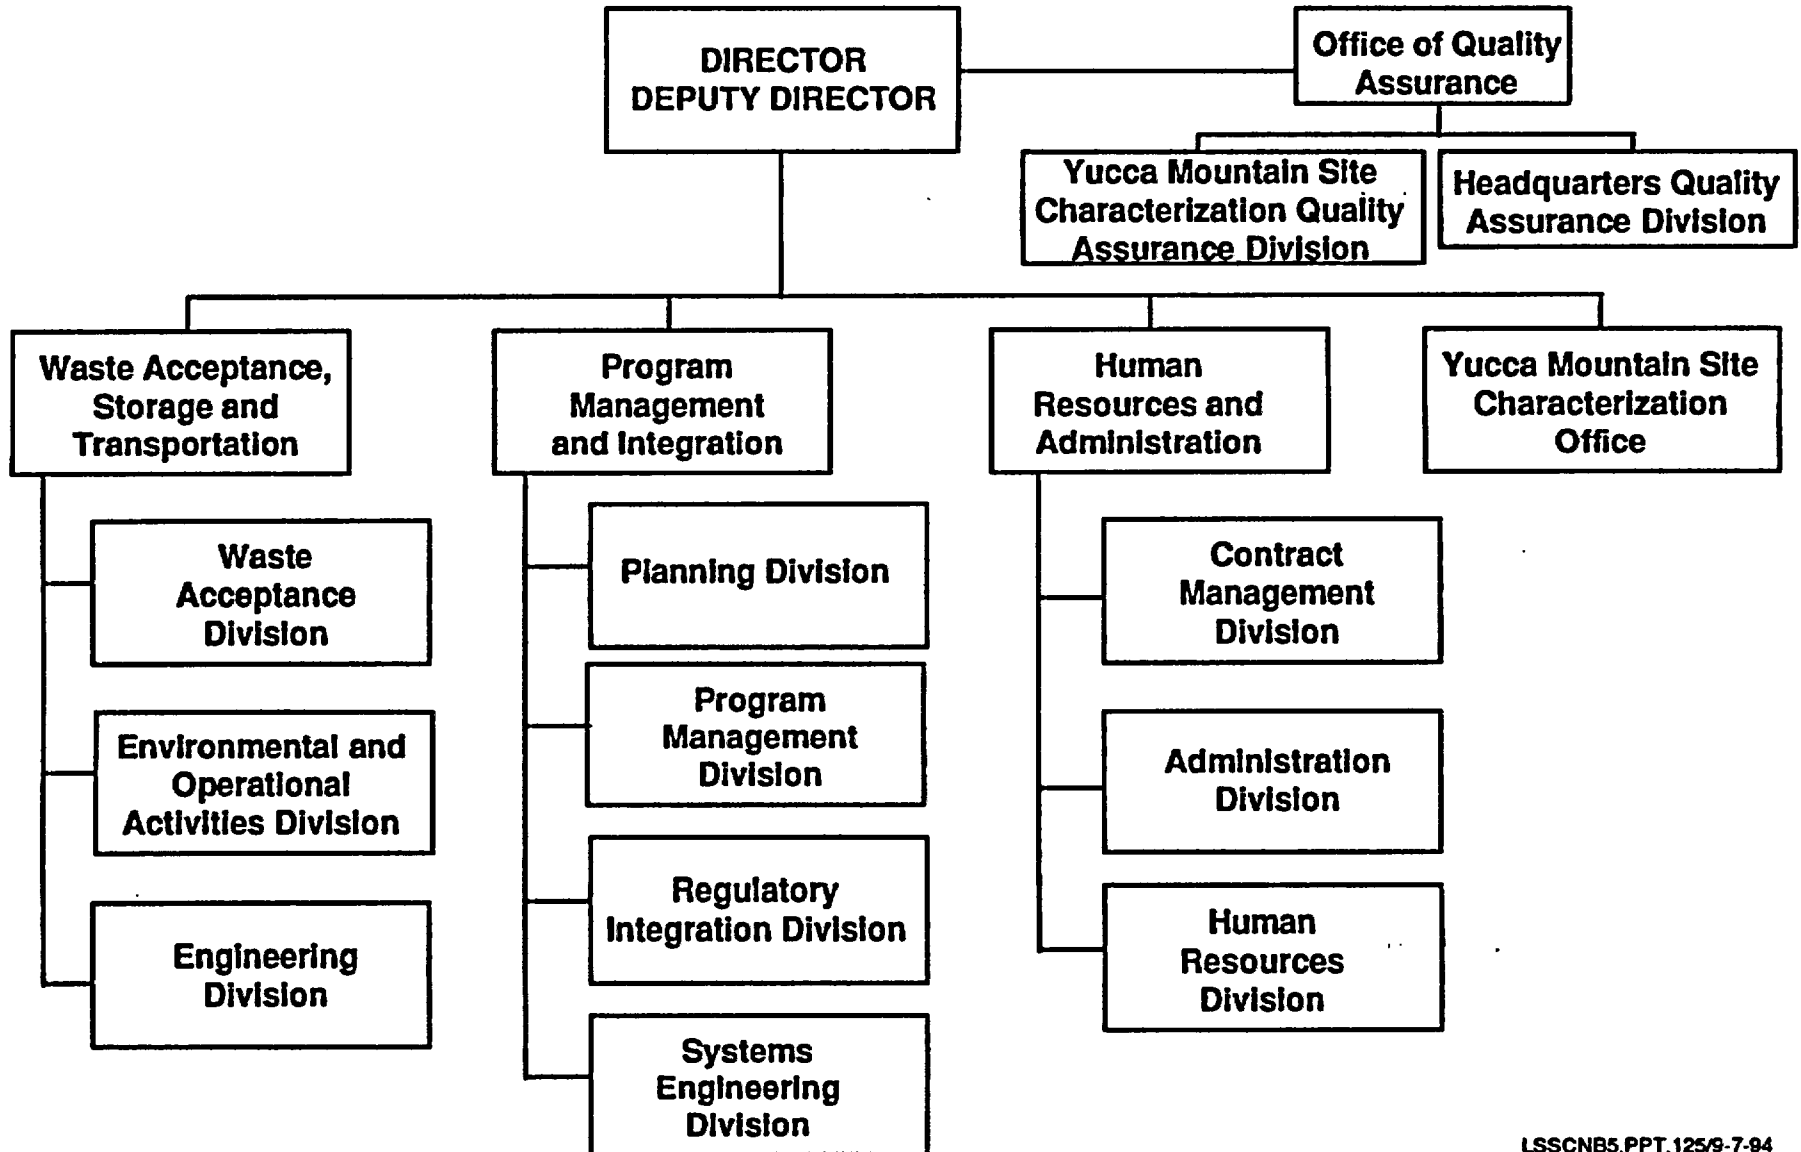 DIRECTOR
DEPUTY DIRECTOR
Office of Quality
Assurance
Yucca Mountain Site
Characterization Quality
Assurance Division
Headquarters Quality
Assurance Division
Waste Acceptance,
Storage and
Transportation
Program
Management
and Integration
Human
Resources and
Administration
Yucca Mountain Site
Characterization
Office
Waste
Acceptance
Division
Environmental and
Operational
Activities Division
Engineering
Division
Planning Division
Program
Management
Division
Regulatory
Integration Division
Systems
Engineering
Division
Contract
Management
Division
Administration
Division
Human
Resources
Division
LSSCNB5.PPT.125/9-7-94